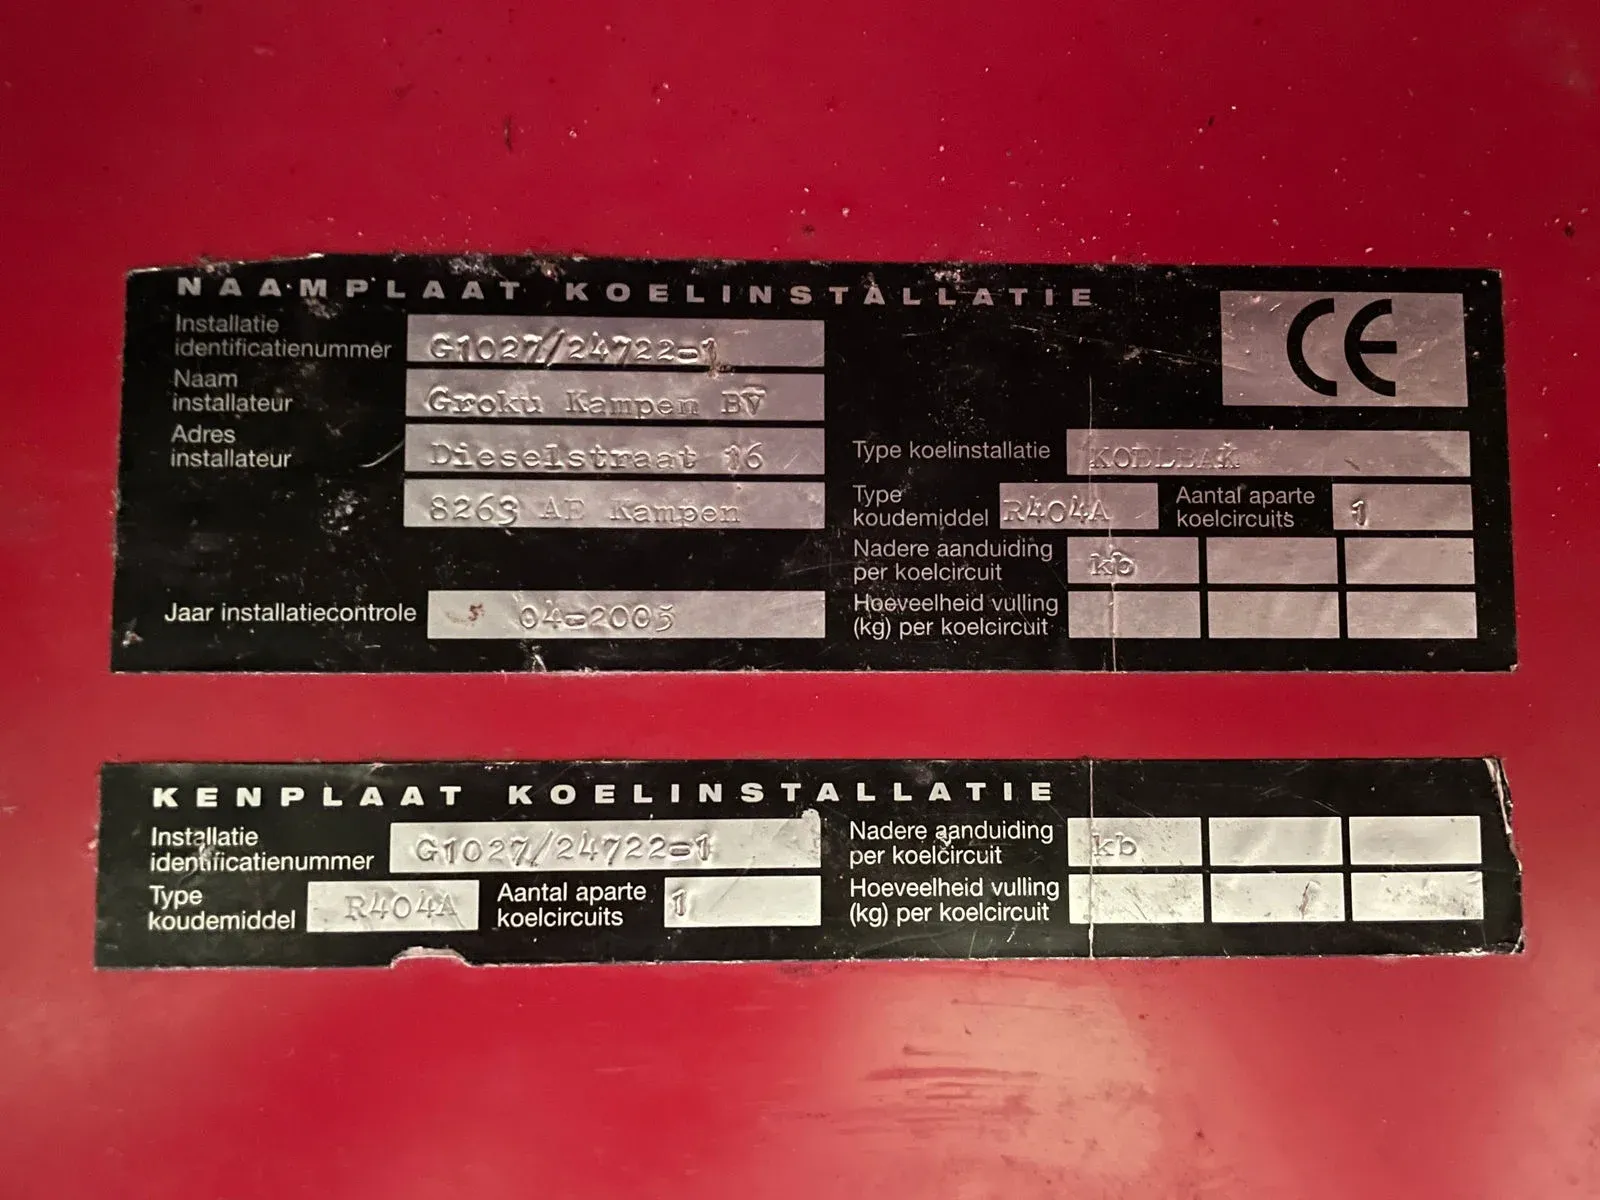 NAAMPLAAT KOELINSTALLATIE
CE
Installatie
identificatienummer G1027/24722-1
Naam
installateur Groku Kampen BV
Adres
installateur Dieselstraat 16
8263 AE Kampen
Jaar installatiecontrole 04-2005
Type koelinstallatie KOELBAK
Type
koudemiddel R404A
Aantal aparte
koelcircuits 1
Nadere aanduiding
per koelcircuit kb
Hoeveelheid vulling
(kg) per koelcircuit
KENPLAAT KOELINSTALLATIE
Installatie
identificatienummer G1027/24722-1
Type
koudemiddel R404A
Aantal aparte
koelcircuits 1
Nadere aanduiding
per koelcircuit kb
Hoeveelheid vulling
(kg) per koelcircuit